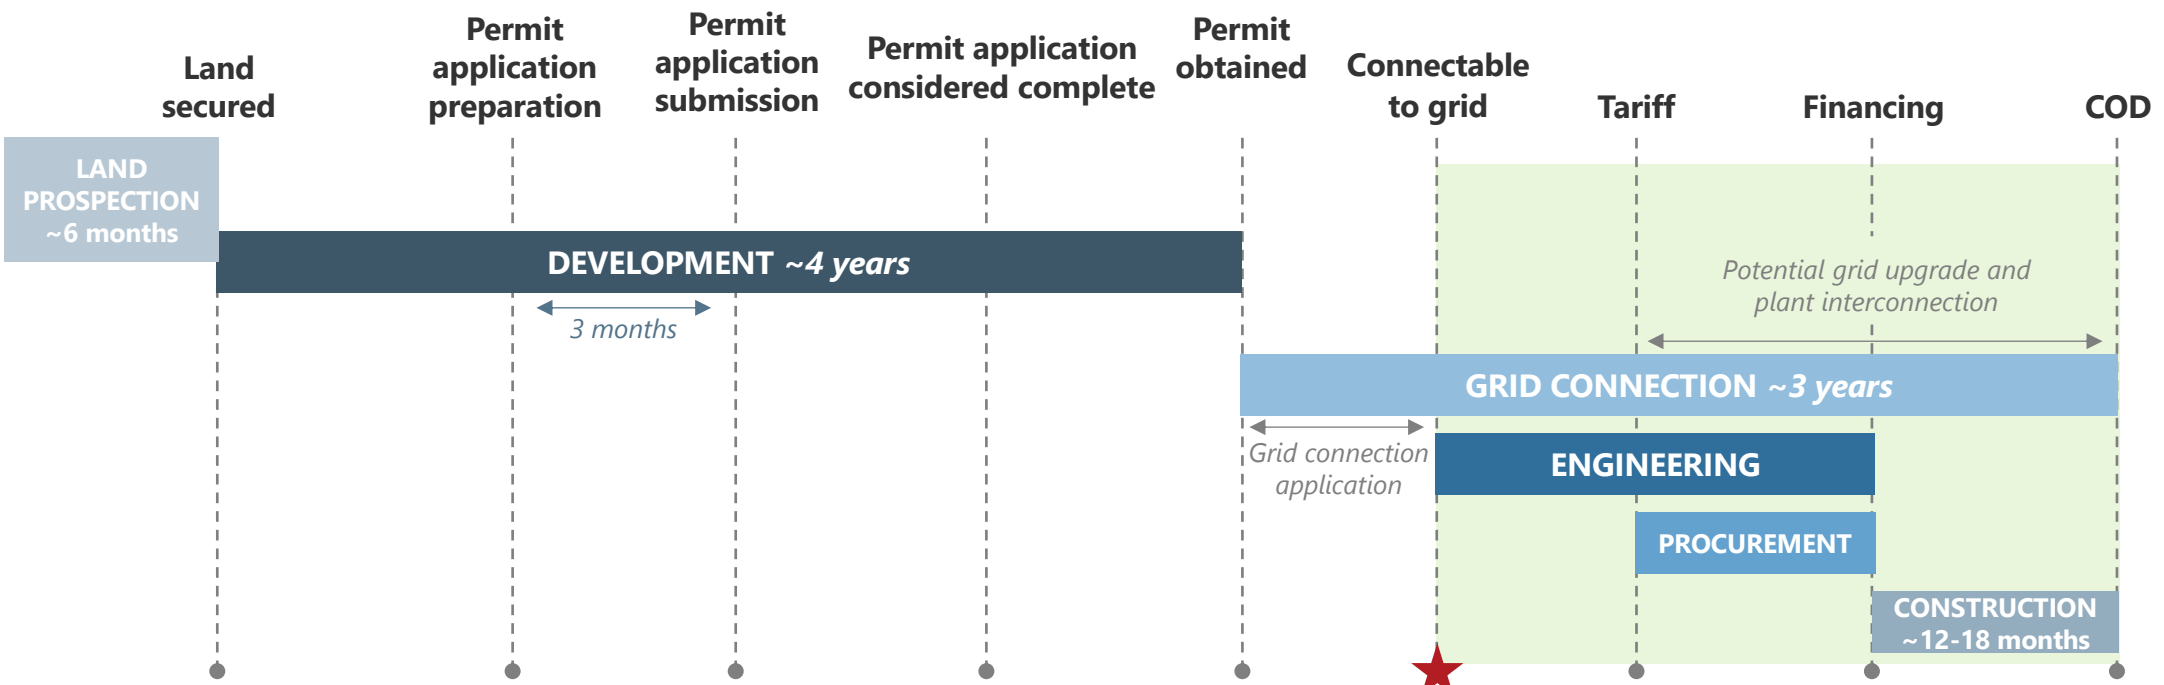 Land
secured
Permit
application
preparation
Permit
application
submission
Permit application
considered complete
Permit
obtained
Connectable
to grid
Tariff
Financing
COD
LAND
PROSPECTION
~6 months
DEVELOPMENT ~4 years
3 months
Potential grid upgrade and
plant interconnection
GRID CONNECTION ~3 years
Grid connection
application
ENGINEERING
PROCUREMENT
CONSTRUCTION
~12-18 months